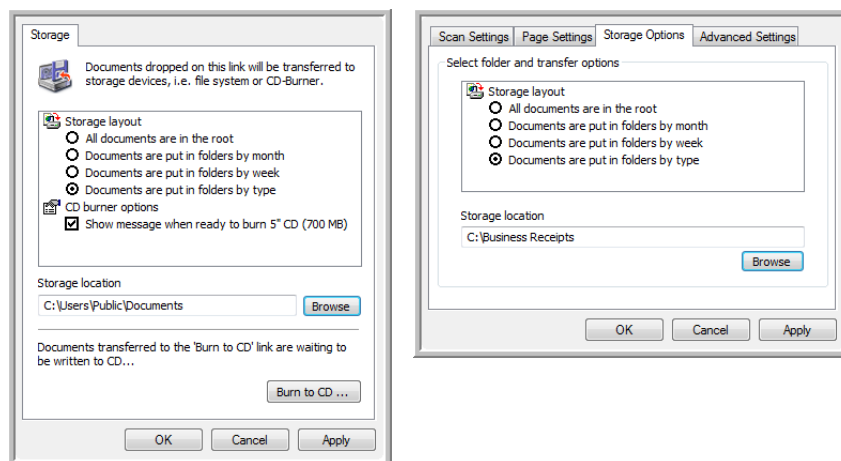 Storage
Documents dropped on this link will be transferred to
storage devices, i.e. file system or CD-Burner.
Storage layout
All documents are in the root
Documents are put in folders by month
Documents are put in folders by week
Documents are put in folders by type
CD burner options
Show message when ready to burn 5" CD (700 MB)
Storage location
C:\Users\Public\Documents
Browse
Documents transferred to the 'Burn to CD' link are waiting to
be written to CD...
Burn to CD ...
OK Cancel Apply
Scan Settings Page Settings Storage Options Advanced Settings
Select folder and transfer options
Storage layout
All documents are in the root
Documents are put in folders by month
Documents are put in folders by week
Documents are put in folders by type
Storage location
C:\Business Receipts
Browse
OK Cancel Apply